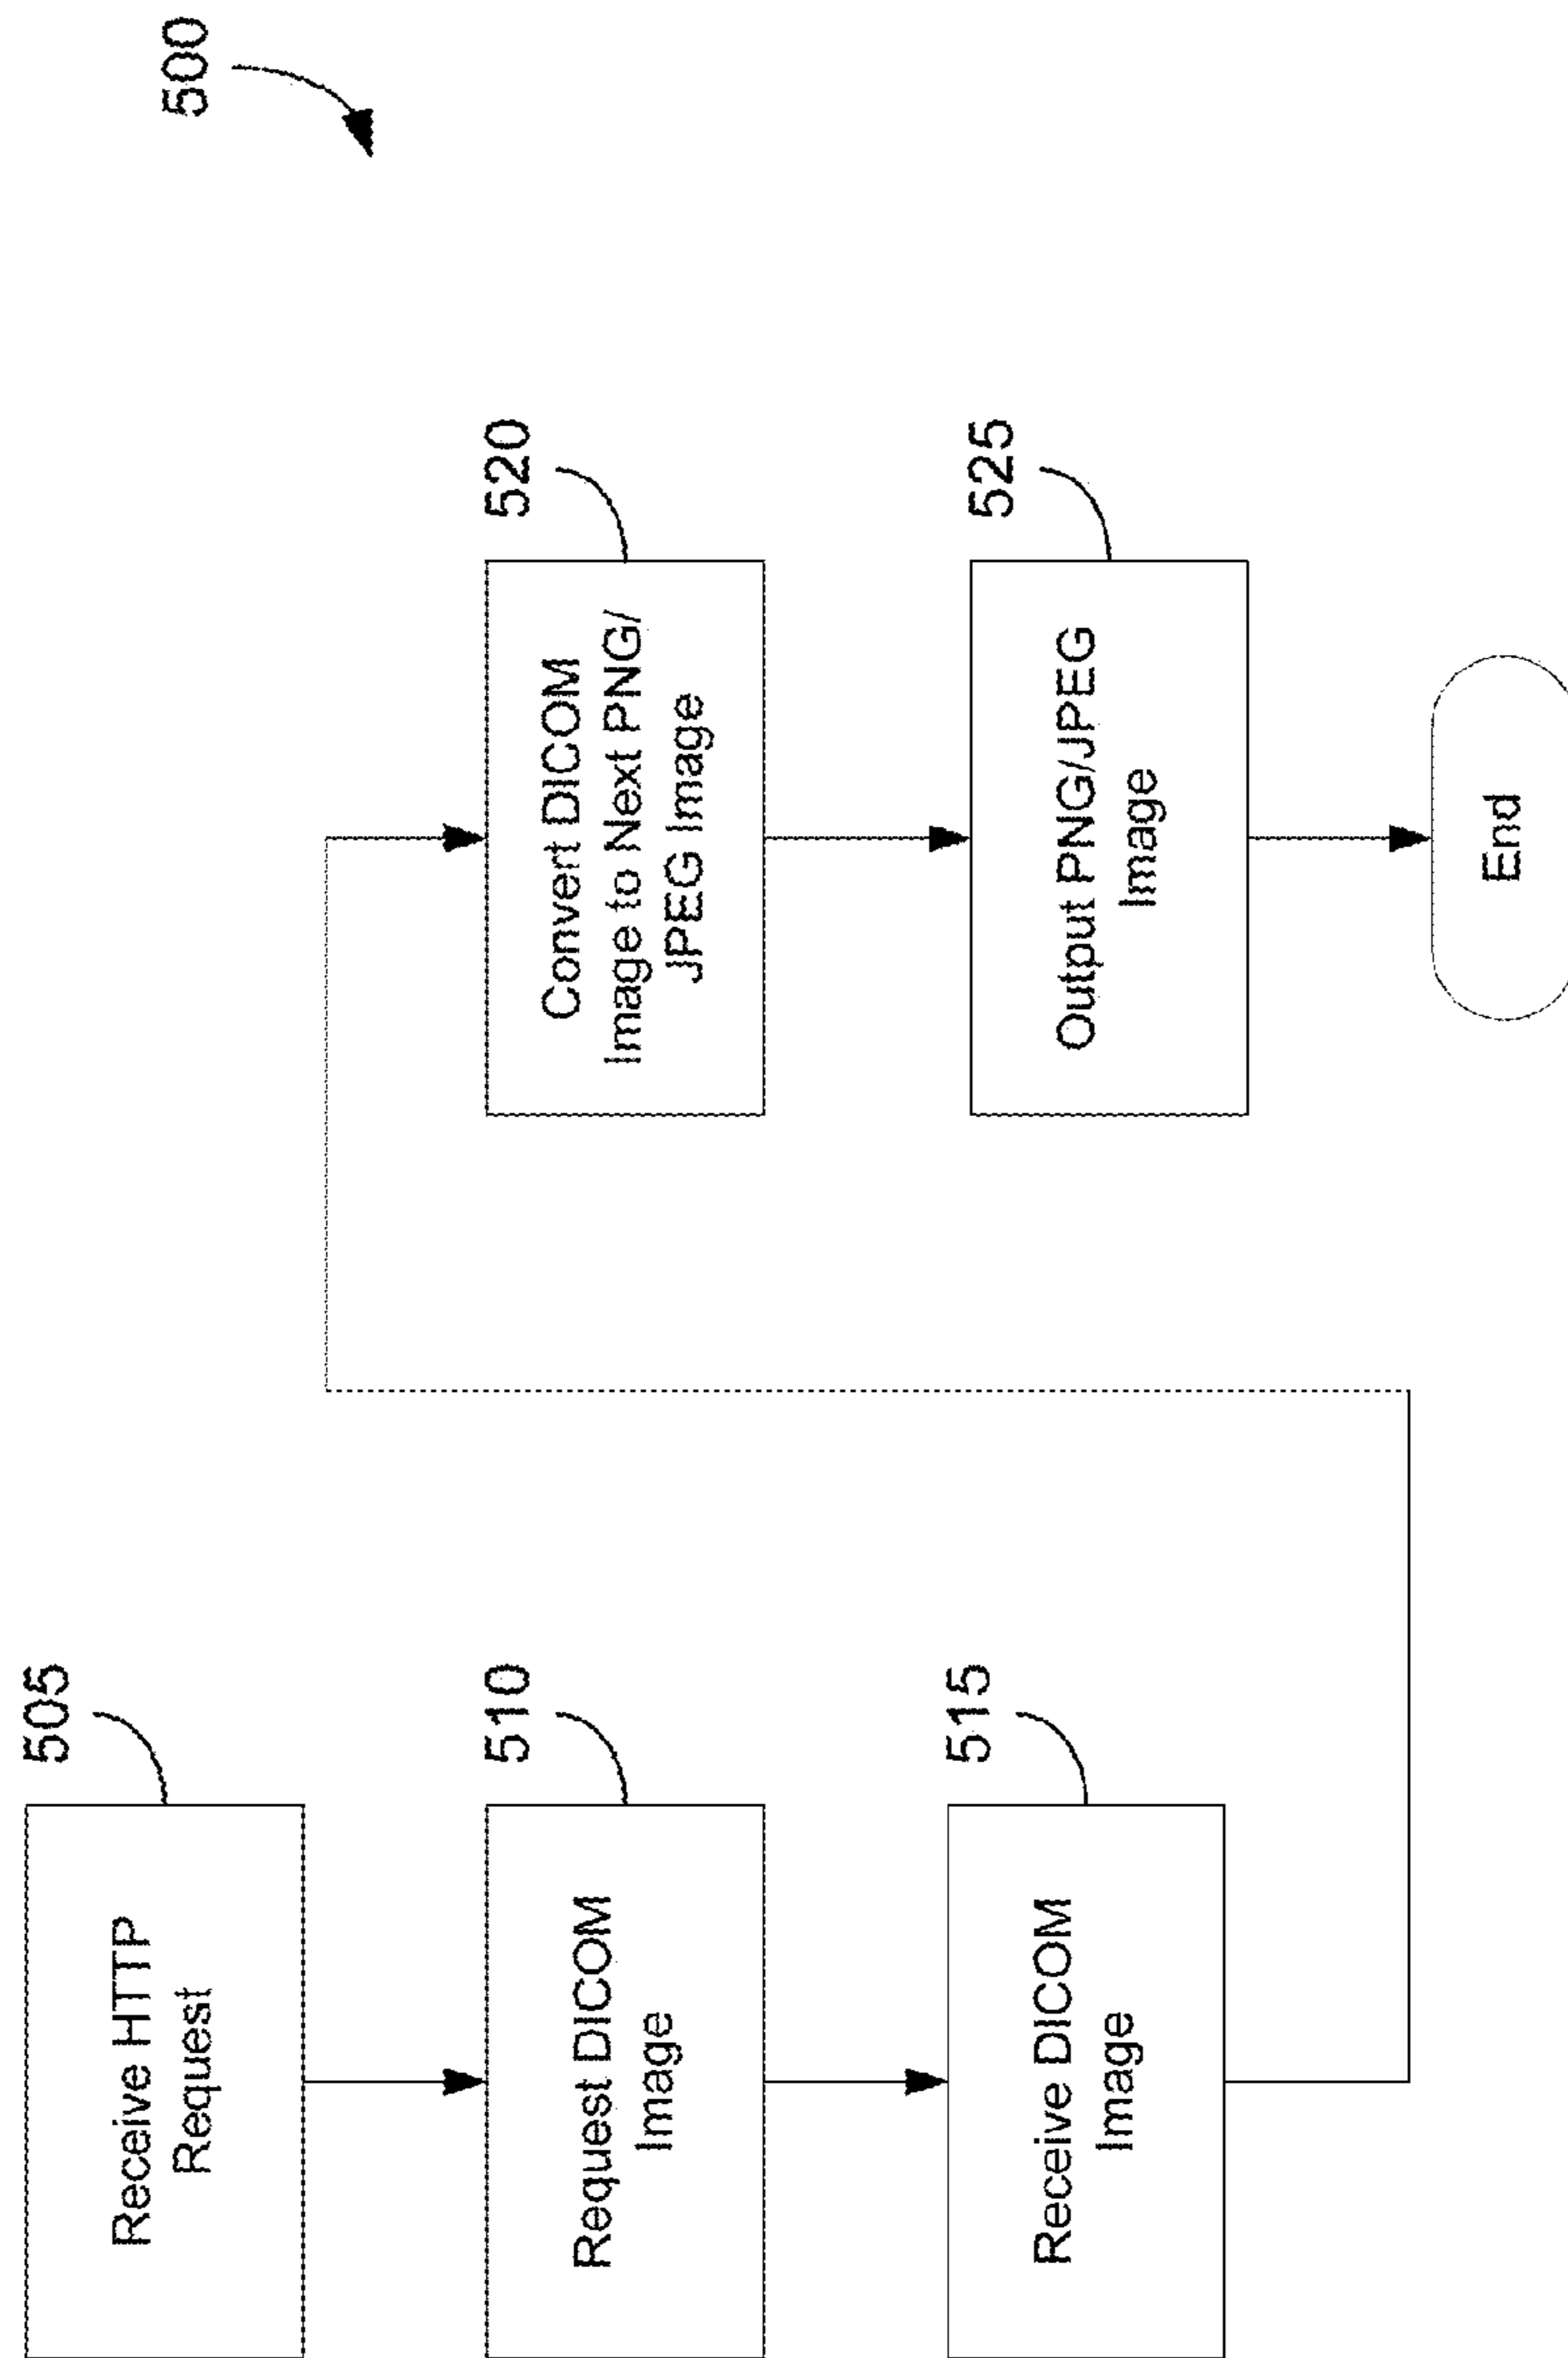 500
505
Receive HTTP
Request
510
Request DICOM
Image
515
Receive DICOM
Image
520
Convert DICOM
Image to Next PNG/
JPEG Image
525
Output PNG/JPEG
Image
End